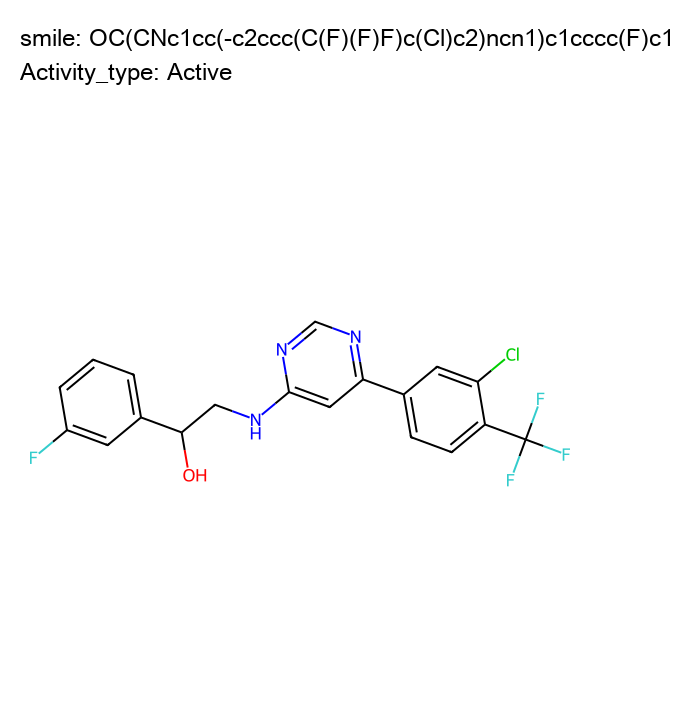 smile: OC(CNc1cc(-c2ccc(C(F)(F)F)c(Cl)c2)ncn1)c1cccc(F)c1
Activity_type: Active
N
N
Cl
F
F
F
N
H
OH
F